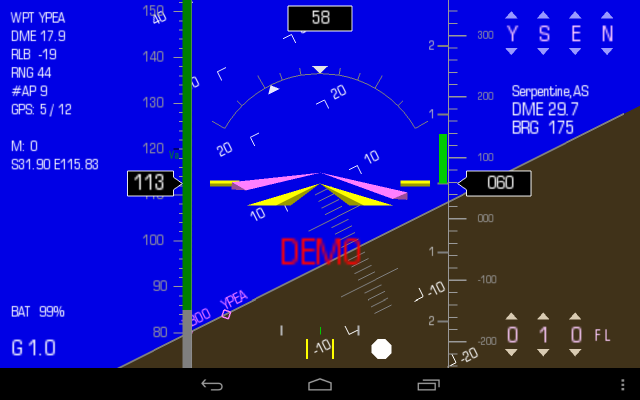 WPT YPEA
DME 17.9
RLB -19
RNG 44
#AP 9
GPS: 5 / 12
M: 0
S31.90 E115.83
BAT 99%
G 1.0
150
140
130
120
113
100
90
80
58
40
20
20
10
10
DEMO
YPEA
-10
-10
-20
2
1
1
2
300
200
100
060
000
-100
-200
Y S E N
Serpentine,AS
DME 29.7
BRG 175
0 1 0 FL